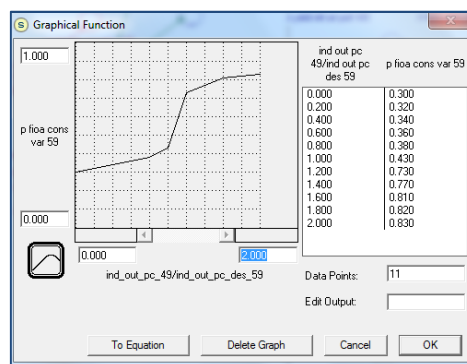 Graphical Function
1.000
p fioa cons
var 59
0.000
0.000
2.000
ind_out_pc_49/ind_out_pc_des_59
ind out pc
49/ind out pc
des 59
p fioa cons var 59
0.000 0.300
0.200 0.320
0.400 0.340
0.600 0.360
0.800 0.380
1.000 0.430
1.200 0.730
1.400 0.770
1.600 0.810
1.800 0.820
2.000 0.830
Data Points: 11
Edit Output:
To Equation
Delete Graph
Cancel
OK